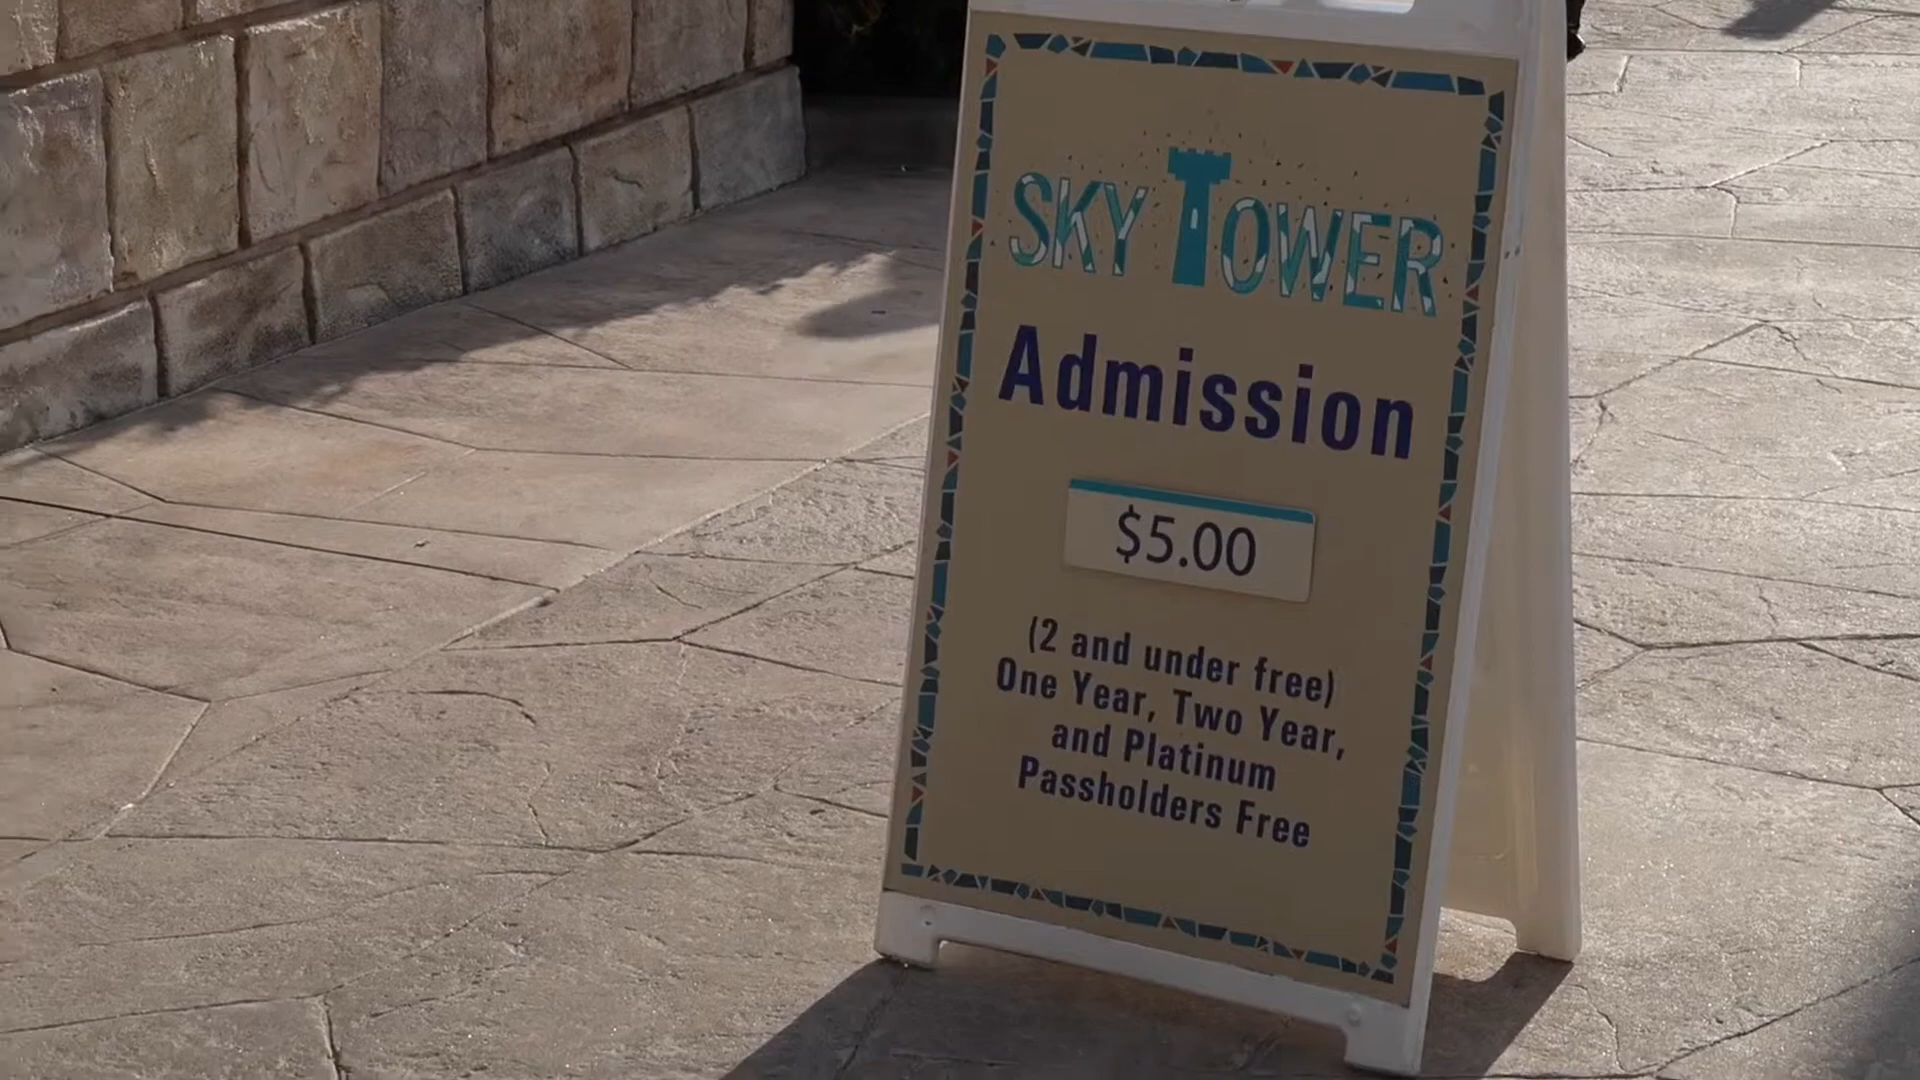 SKY TOWER
Admission
$5.00
(2 and under free)
One Year, Two Year,
and Platinum
Passholders Free